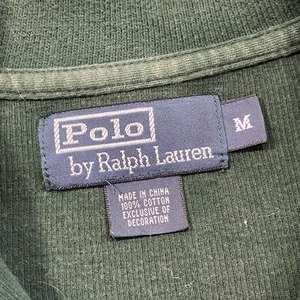 Polo
by Ralph Lauren
M
MADE IN CHINA
100% COTTON
EXCLUSIVE OF
DECORATION